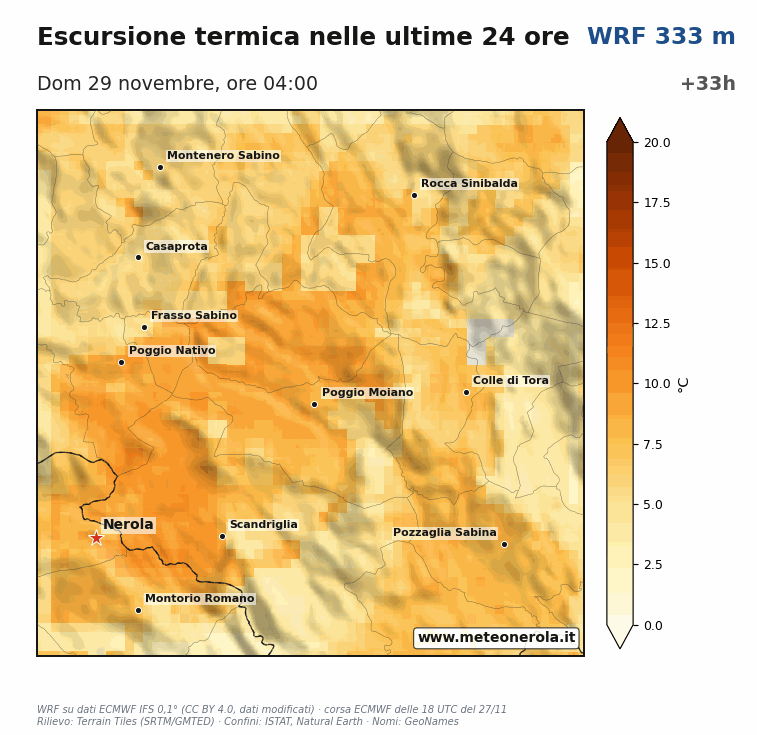 Escursione termica nelle ultime 24 ore WRF 333 m
Dom 29 novembre, ore 04:00 +33h
Montenero Sabino
Rocca Sinibalda
Casaprota
Frasso Sabino
Poggio Nativo
Colle di Tora
Poggio Moiano
Nerola
Scandriglia
Pozzaglia Sabina
Montorio Romano
www.meteonerola.it
20.0
17.5
15.0
12.5
10.0
7.5
5.0
2.5
0.0
°C
WRF su dati ECMWF IFS 0,1° (CC BY 4.0, dati modificati) · corsa ECMWF delle 18 UTC del 27/11
Rilievo: Terrain Tiles (SRTM/GMTED) · Confini: ISTAT, Natural Earth · Nomi: GeoNames